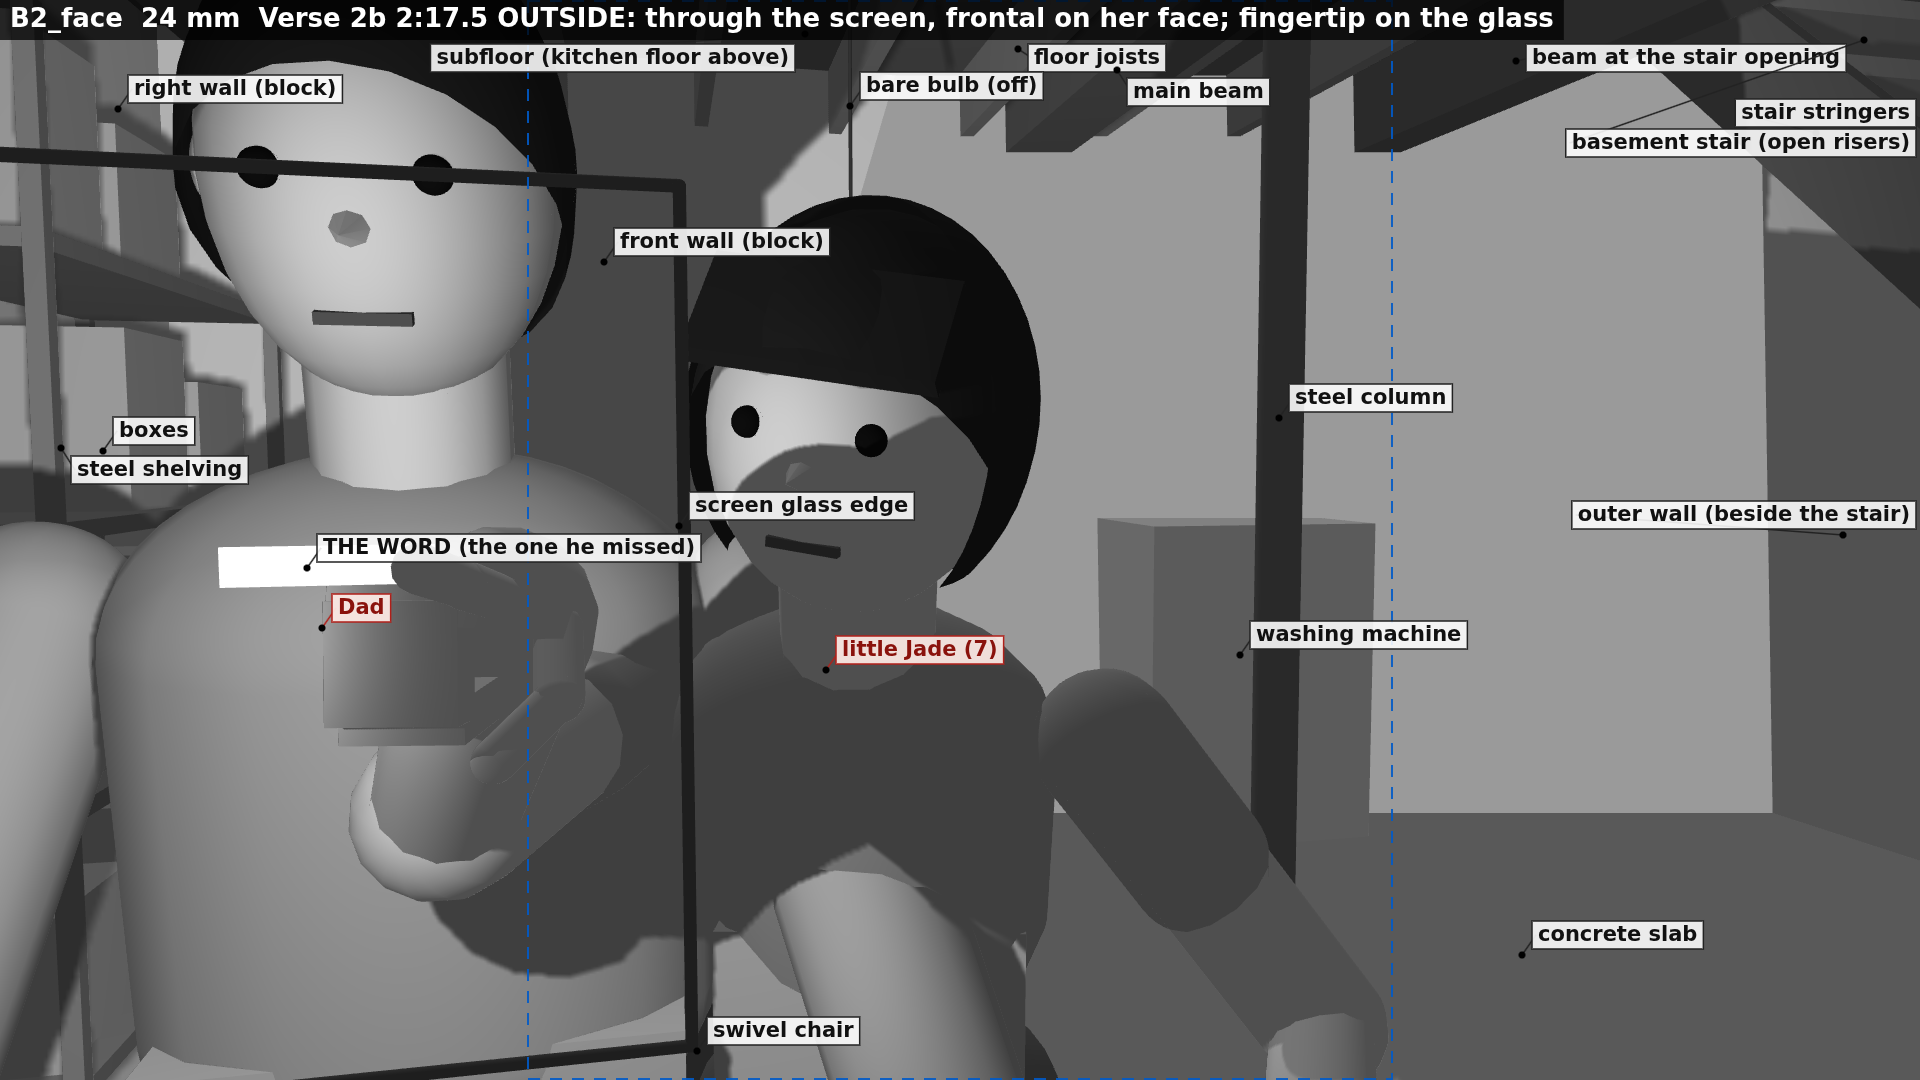 B2_face  24 mm  Verse 2b 2:17.5 OUTSIDE: through the screen, frontal on her face; fingertip on the glass
subfloor (kitchen floor above)
floor joists
beam at the stair opening
right wall (block)
bare bulb (off)
main beam
stair stringers
basement stair (open risers)
front wall (block)
steel column
boxes
steel shelving
screen glass edge
outer wall (beside the stair)
THE WORD (the one he missed)
Dad
little Jade (7)
washing machine
concrete slab
swivel chair